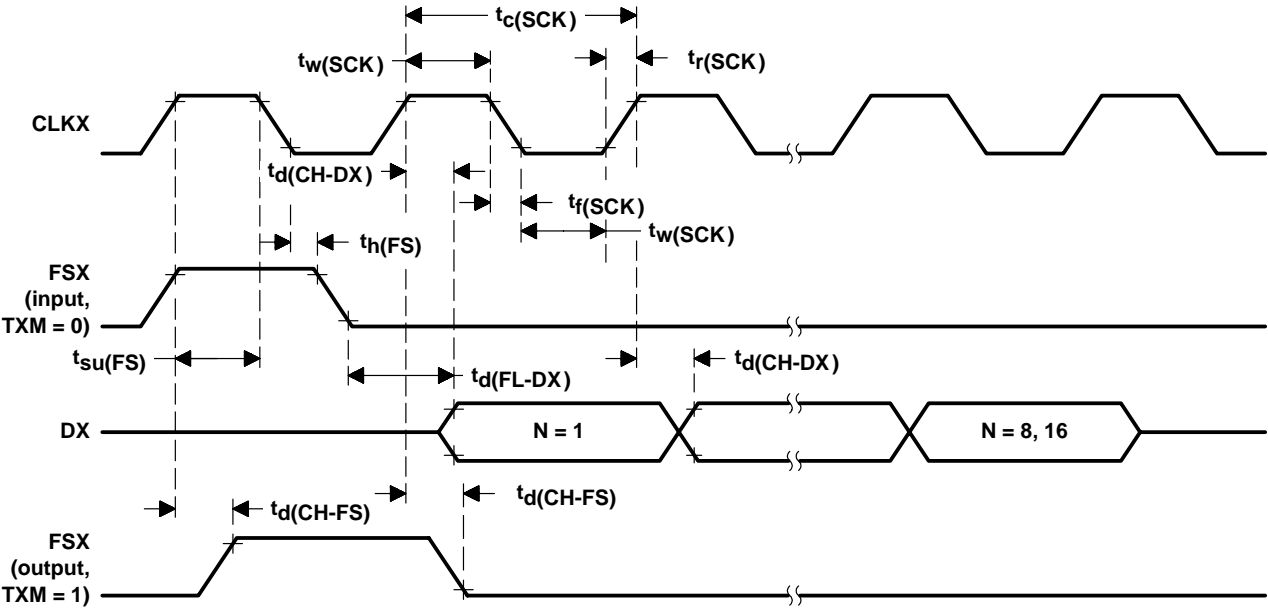 tc(SCK)
tw(SCK)
tr(SCK)
CLKX
td(CH-DX)
tf(SCK)
tw(SCK)
th(FS)
FSX
(input,
TXM = 0)
tsu(FS)
td(CH-DX)
td(FL-DX)
DX
N = 1
N = 8, 16
td(CH-FS)
td(CH-FS)
FSX
(output,
TXM = 1)